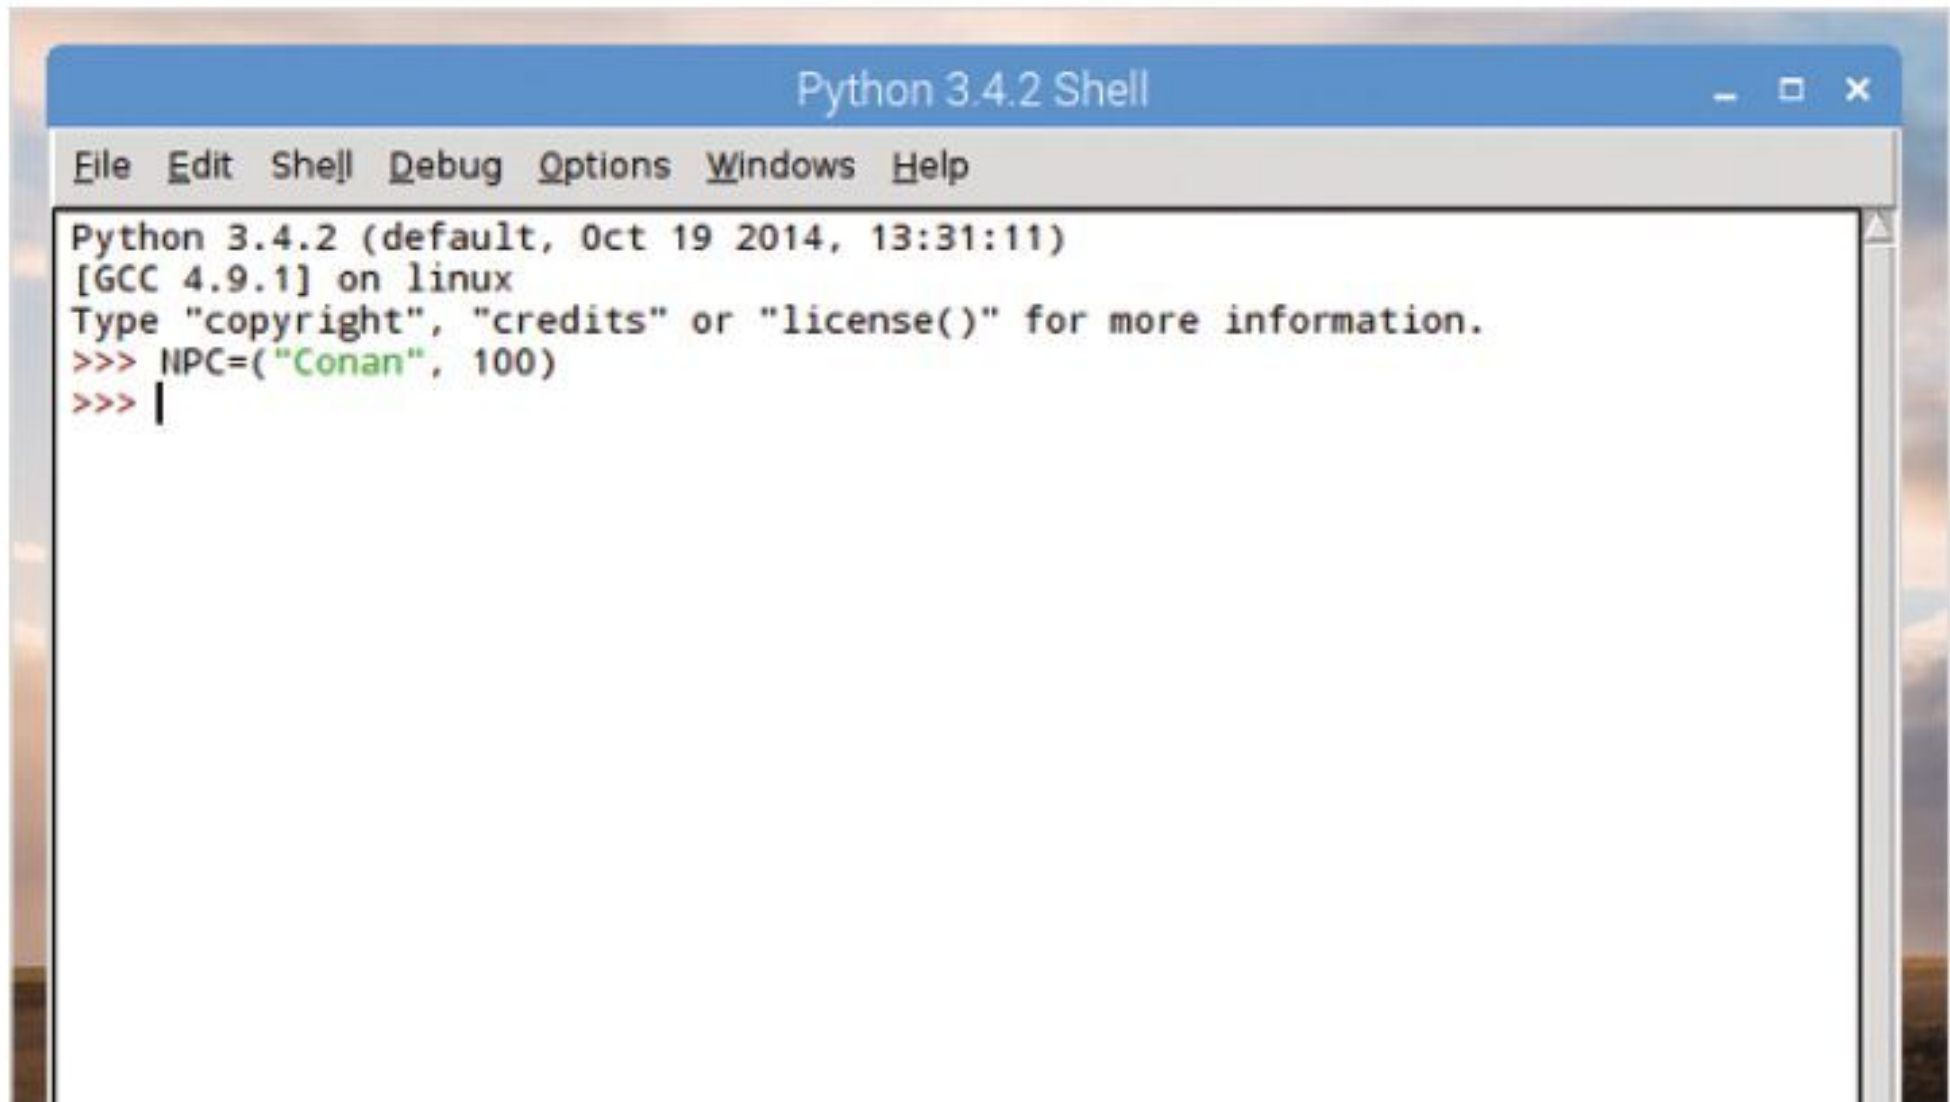 Python 3.4.2 Shell
File Edit Shell Debug Options Windows Help
Python 3.4.2 (default, Oct 19 2014, 13:31:11)
[GCC 4.9.1] on linux
Type "copyright", "credits" or "license()" for more information.
>>> NPC=("Conan", 100)
>>>